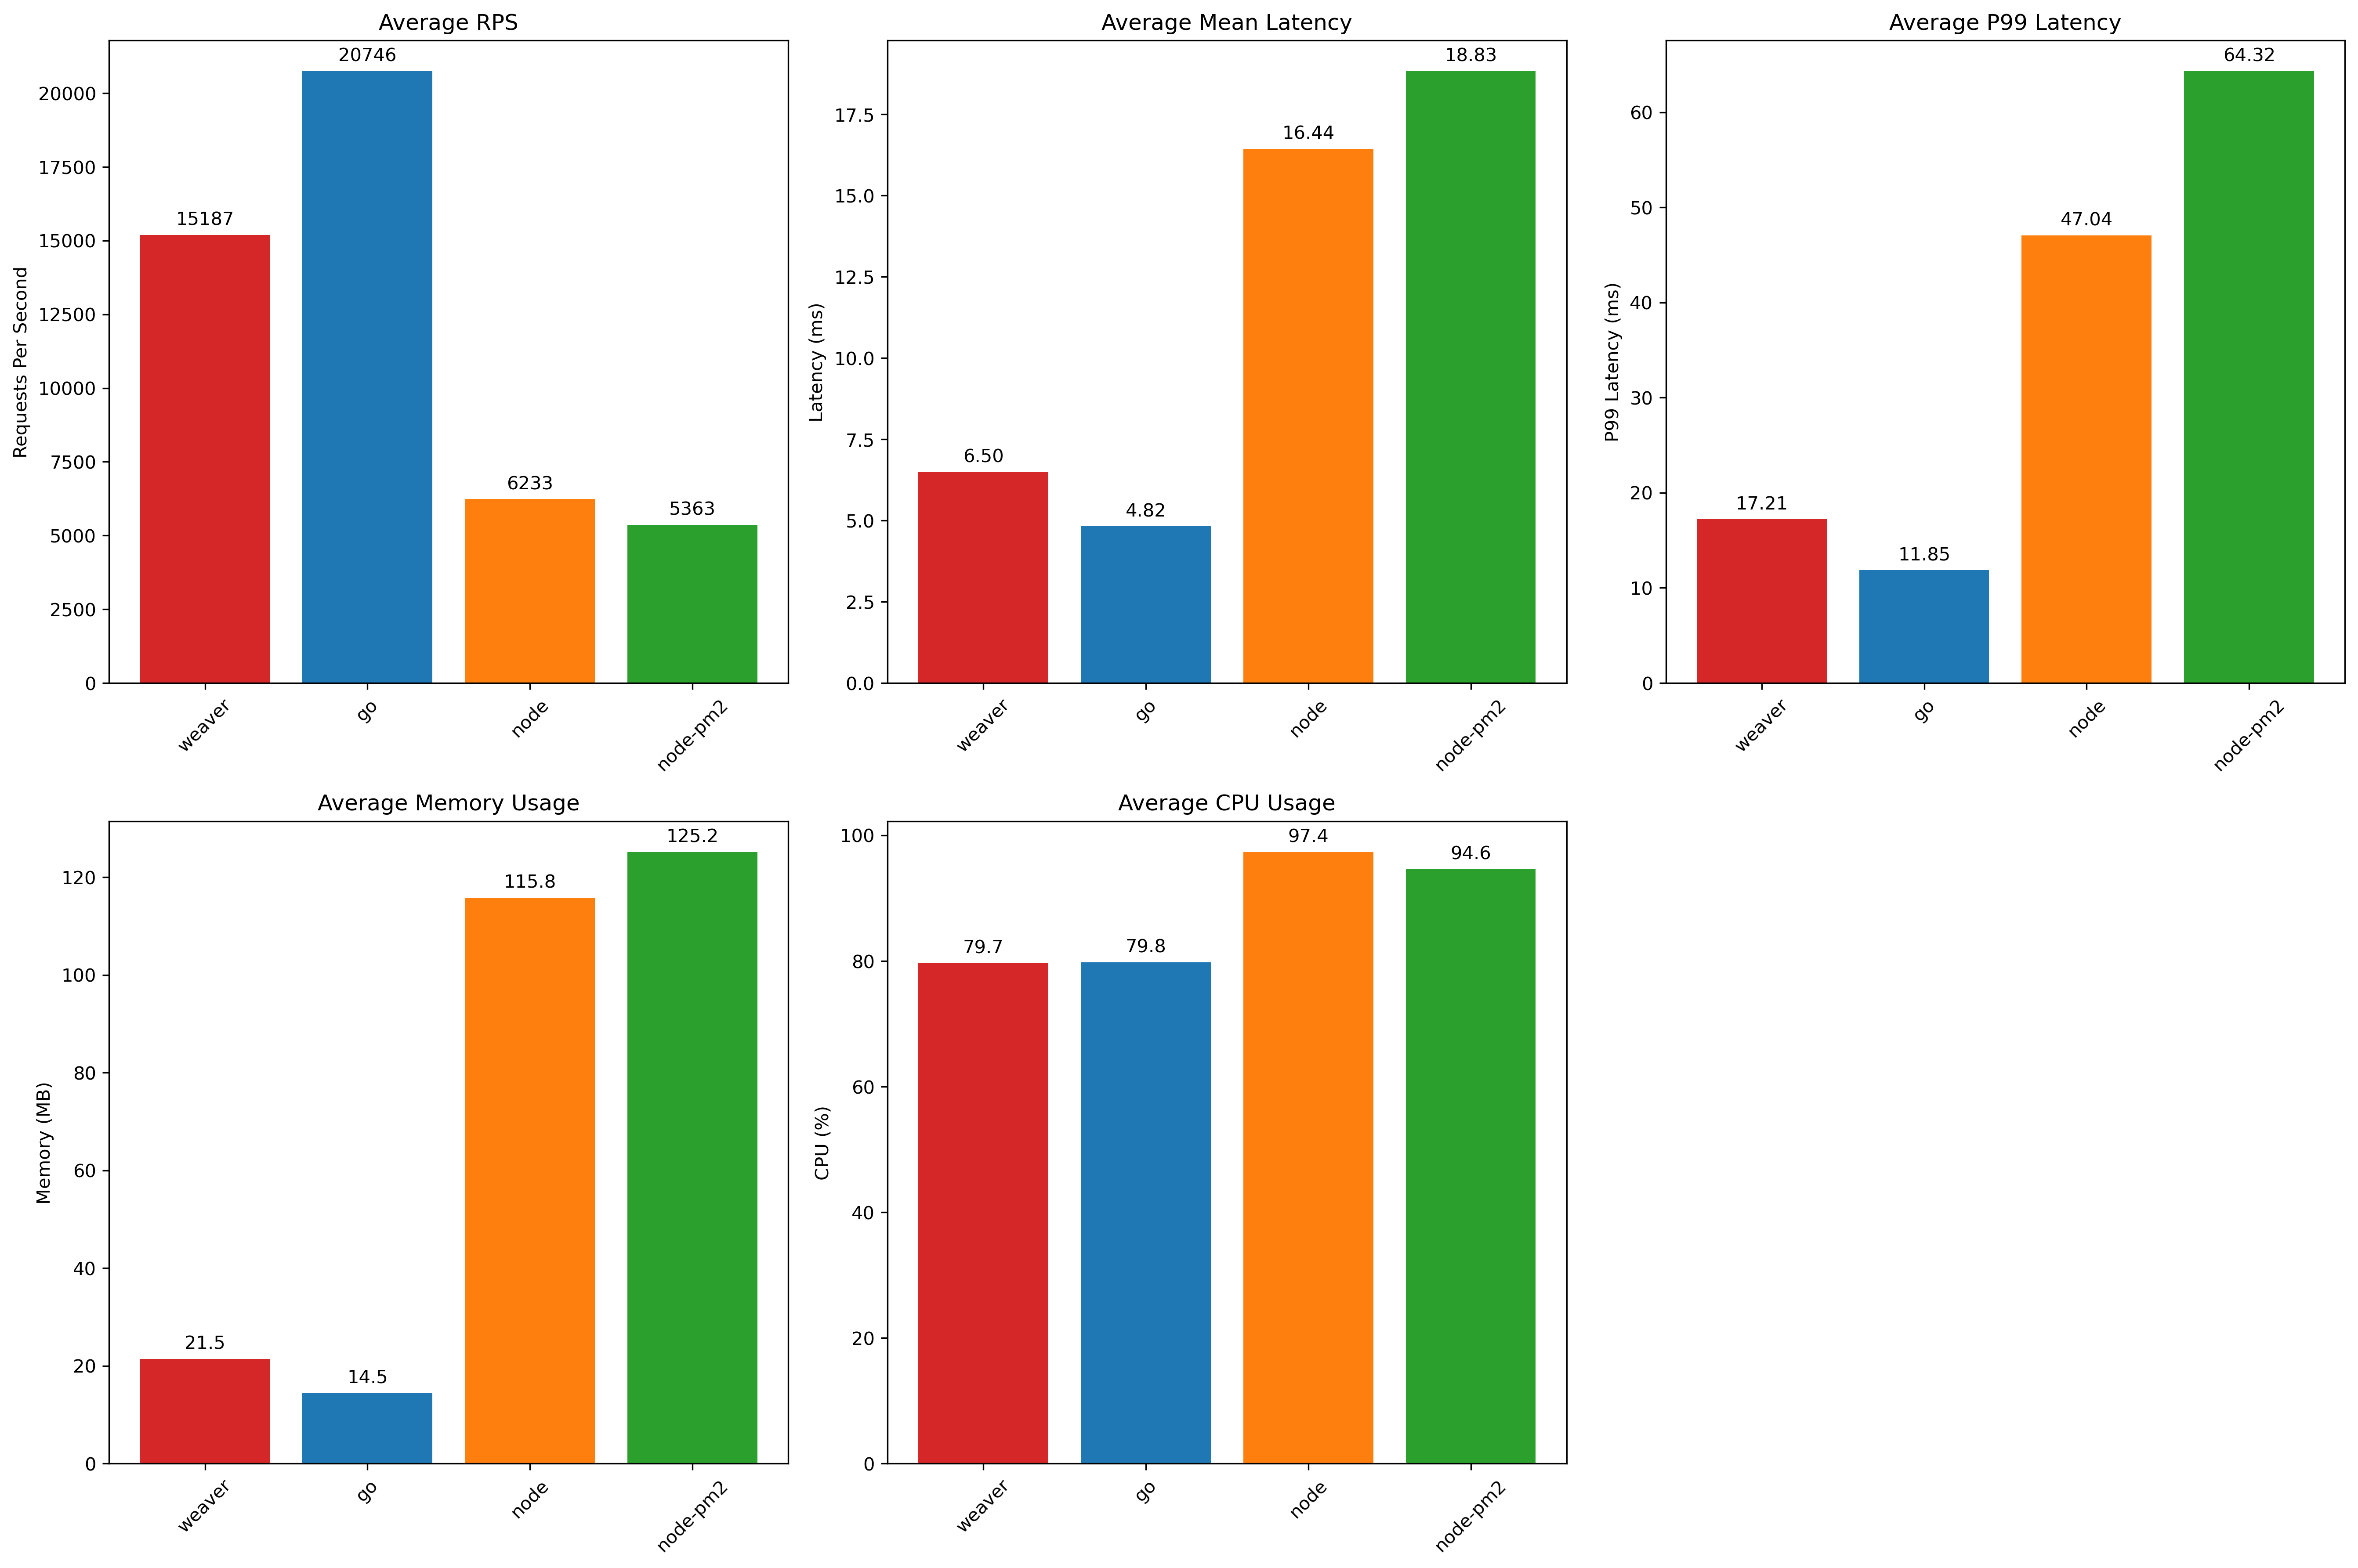 Average RPS
Requests Per Second
20000
17500
15000
12500
10000
7500
5000
2500
0
15187
20746
6233
5363
weaver
go
node
node-pm2
Average Mean Latency
Latency (ms)
17.5
15.0
12.5
10.0
7.5
5.0
2.5
0.0
6.50
4.82
16.44
18.83
weaver
go
node
node-pm2
Average P99 Latency
P99 Latency (ms)
60
50
40
30
20
10
0
17.21
11.85
47.04
64.32
weaver
go
node
node-pm2
Average Memory Usage
Memory (MB)
120
100
80
60
40
20
0
21.5
14.5
115.8
125.2
weaver
go
node
node-pm2
Average CPU Usage
CPU (%)
100
80
60
40
20
0
79.7
79.8
97.4
94.6
weaver
go
node
node-pm2